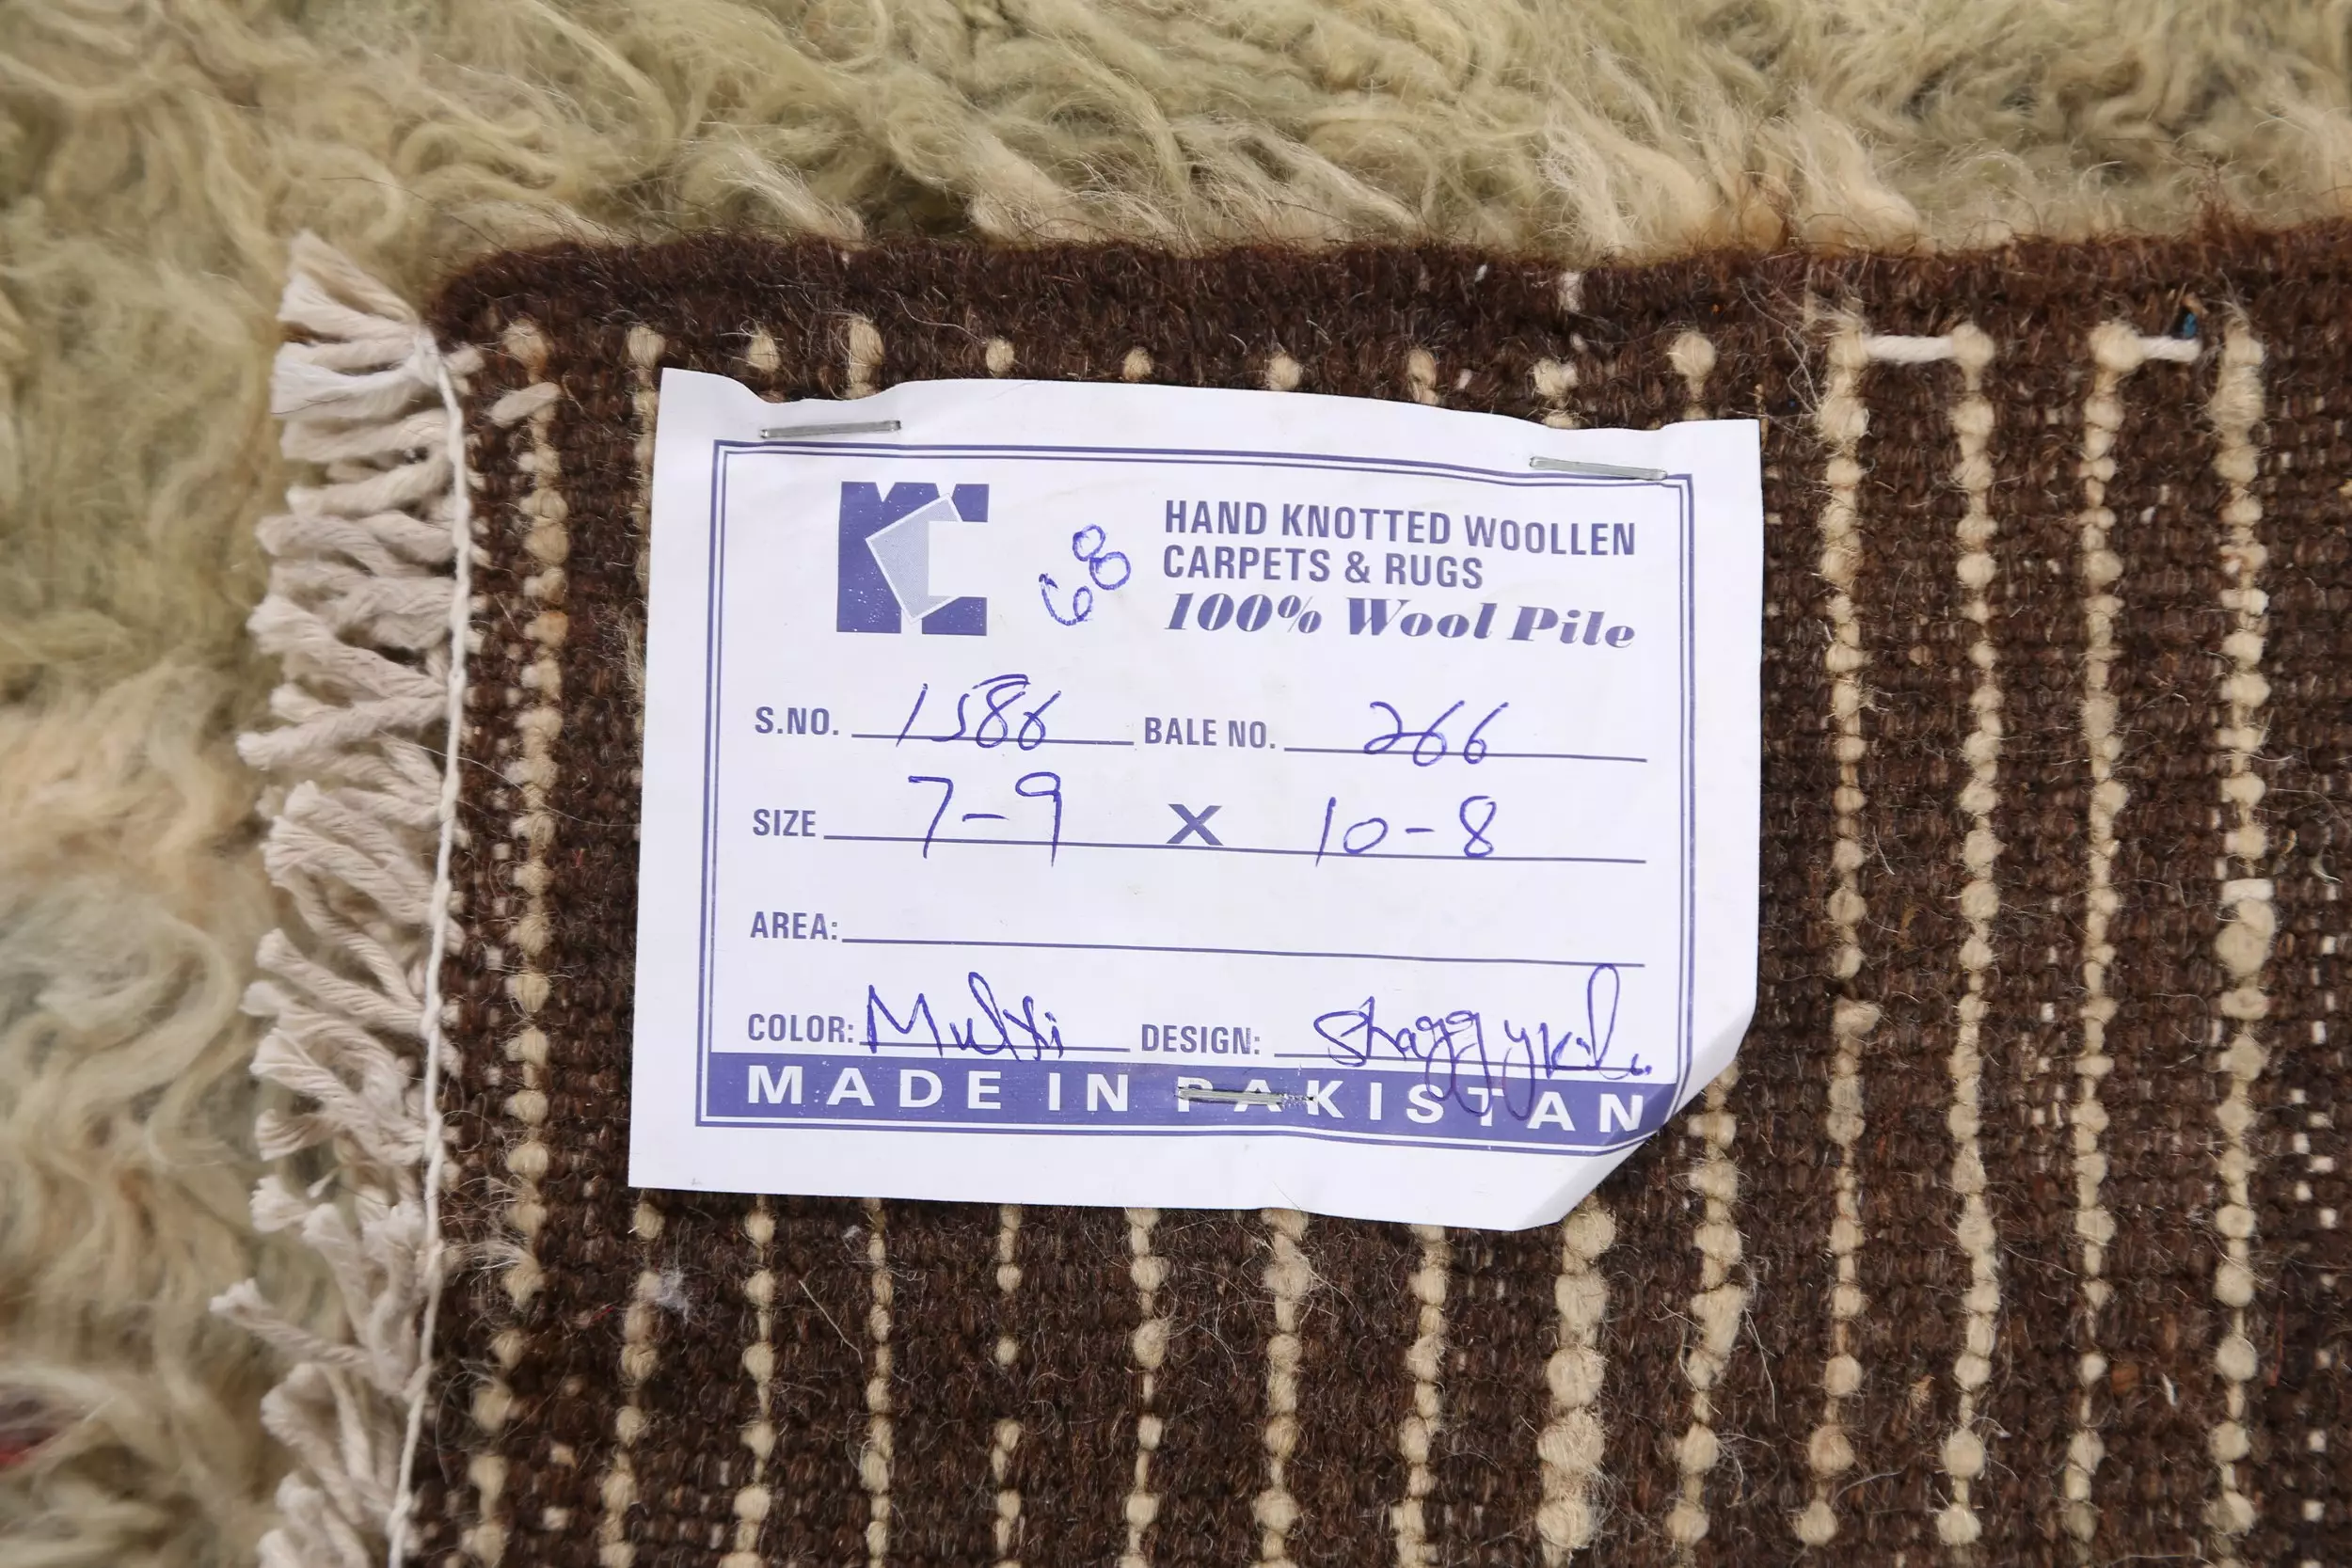 68
HAND KNOTTED WOOLLEN
CARPETS & RUGS
100% Wool Pile
S.NO. 1586 BALE NO. 266
SIZE 7-9 X 10-8
AREA:
COLOR: Multi DESIGN: Shaggy
MADE IN PAKISTAN